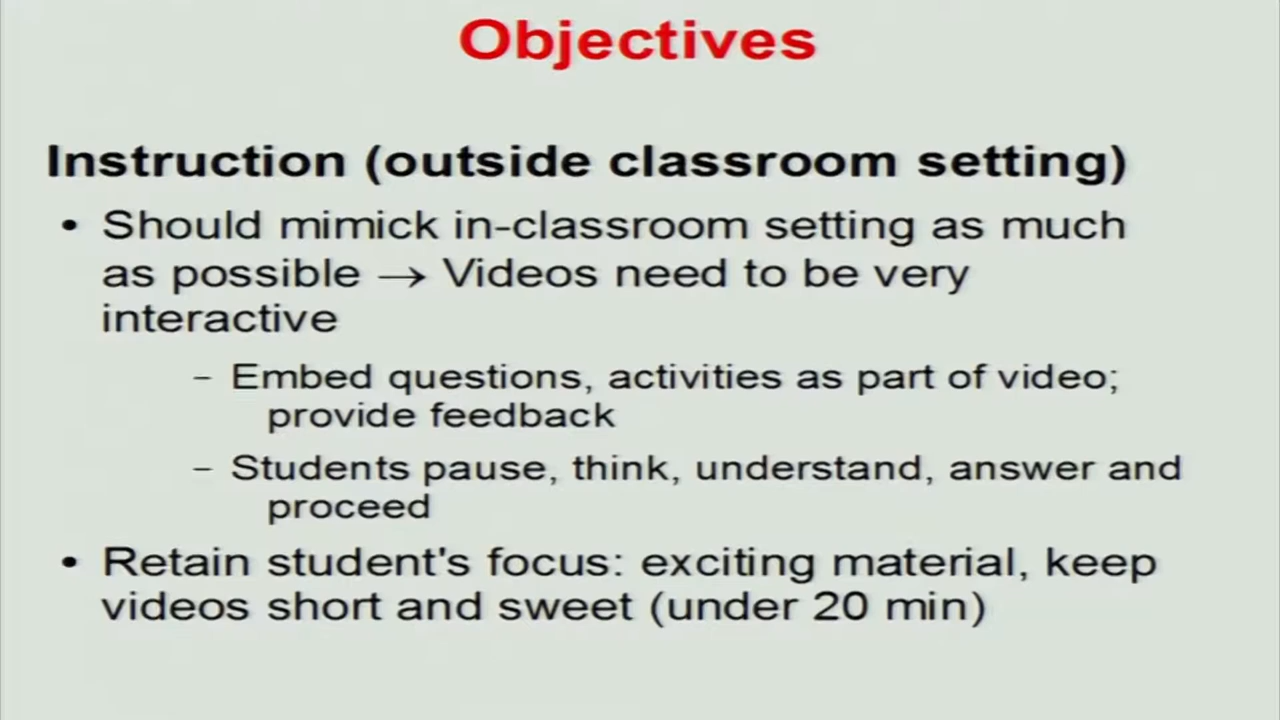 Objectives
Instruction (outside classroom setting)
• Should mimick in-classroom setting as much
as possible → Videos need to be very
interactive
– Embed questions, activities as part of video;
provide feedback
– Students pause, think, understand, answer and
proceed
• Retain student's focus: exciting material, keep
videos short and sweet (under 20 min)